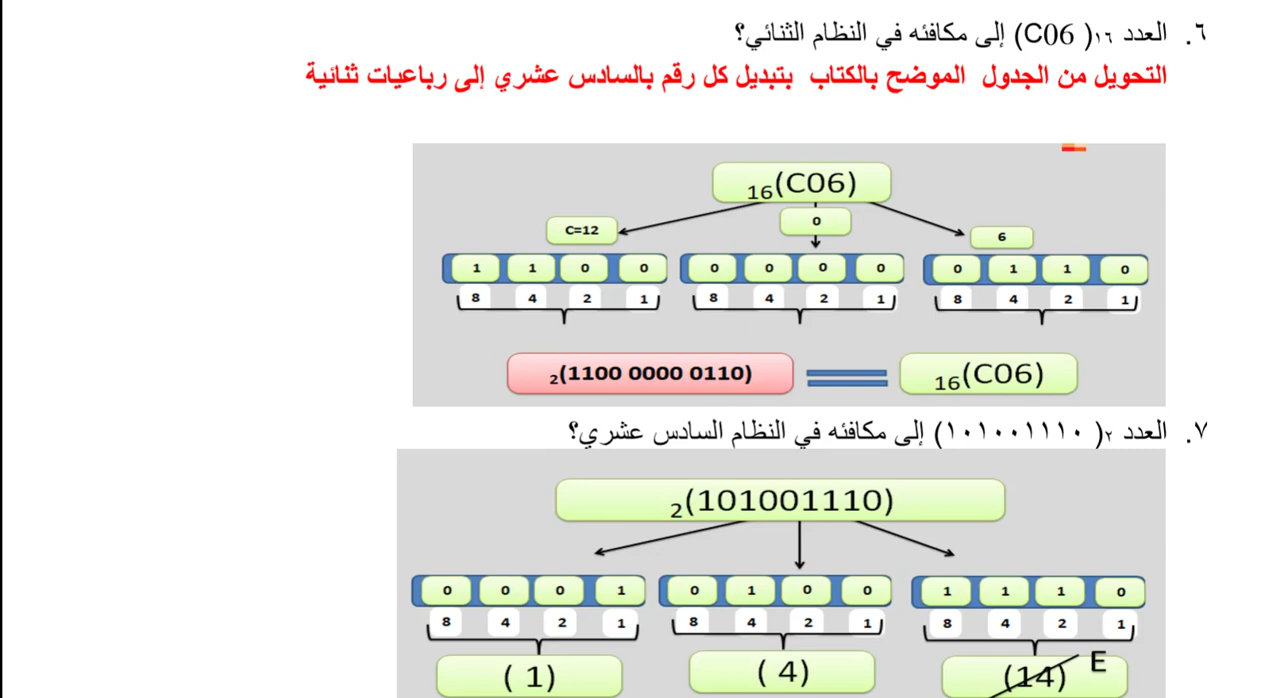 ٦. العدد ١٦( C06) إلى مكافئه في النظام الثنائي؟
التحويل من الجدول الموضح بالكتاب بتبديل كل رقم بالسادس عشري إلى رباعيات ثنائية
16(C06)
C=12 0 6
1 1 0 0 0 0 0 0 0 1 1 0
8 4 2 1 8 4 2 1 8 4 2 1
2(1100 0000 0110) 16(C06)
٧. العدد ٢( ١٠١٠٠١١١٠) إلى مكافئه في النظام السادس عشري؟
2(101001110)
0 0 0 1 0 1 0 0 1 1 1 0
8 4 2 1 8 4 2 1 8 4 2 1
( 1) ( 4) (14) E